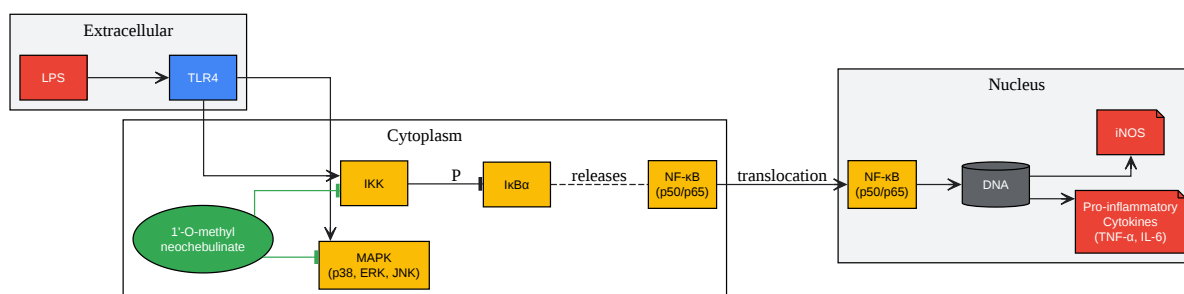 Extracellular
LPS
TLR4
Cytoplasm
IKK
P
IκBα
releases
NF-κB
(p50/p65)
translocation
1'-O-methyl
neochebulinate
MAPK
(p38, ERK, JNK)
Nucleus
NF-κB
(p50/p65)
DNA
iNOS
Pro-inflammatory
Cytokines
(TNF-α, IL-6)